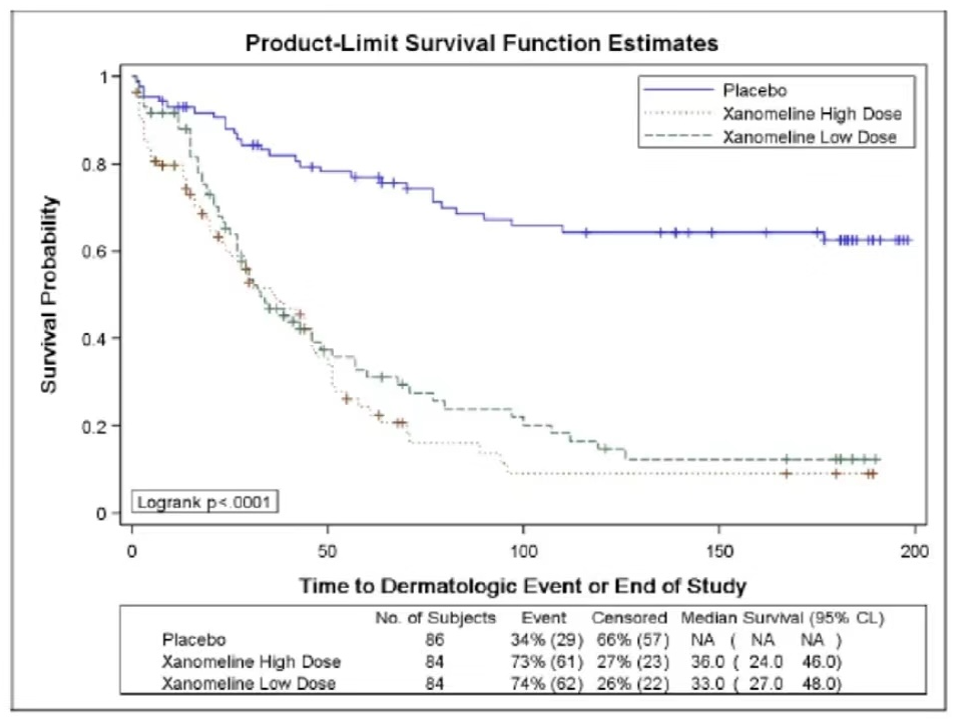 Product-Limit Survival Function Estimates
Placebo
Xanomeline High Dose
Xanomeline Low Dose
Survival Probability
1
0.8
0.6
0.4
0.2
0
Logrank p<.0001
0 50 100 150 200
Time to Dermatologic Event or End of Study
No. of Subjects Event Censored Median Survival (95% CL)
Placebo 86 34% (29) 66% (57) NA ( NA NA )
Xanomeline High Dose 84 73% (61) 27% (23) 36.0 ( 24.0 46.0)
Xanomeline Low Dose 84 74% (62) 26% (22) 33.0 ( 27.0 48.0)